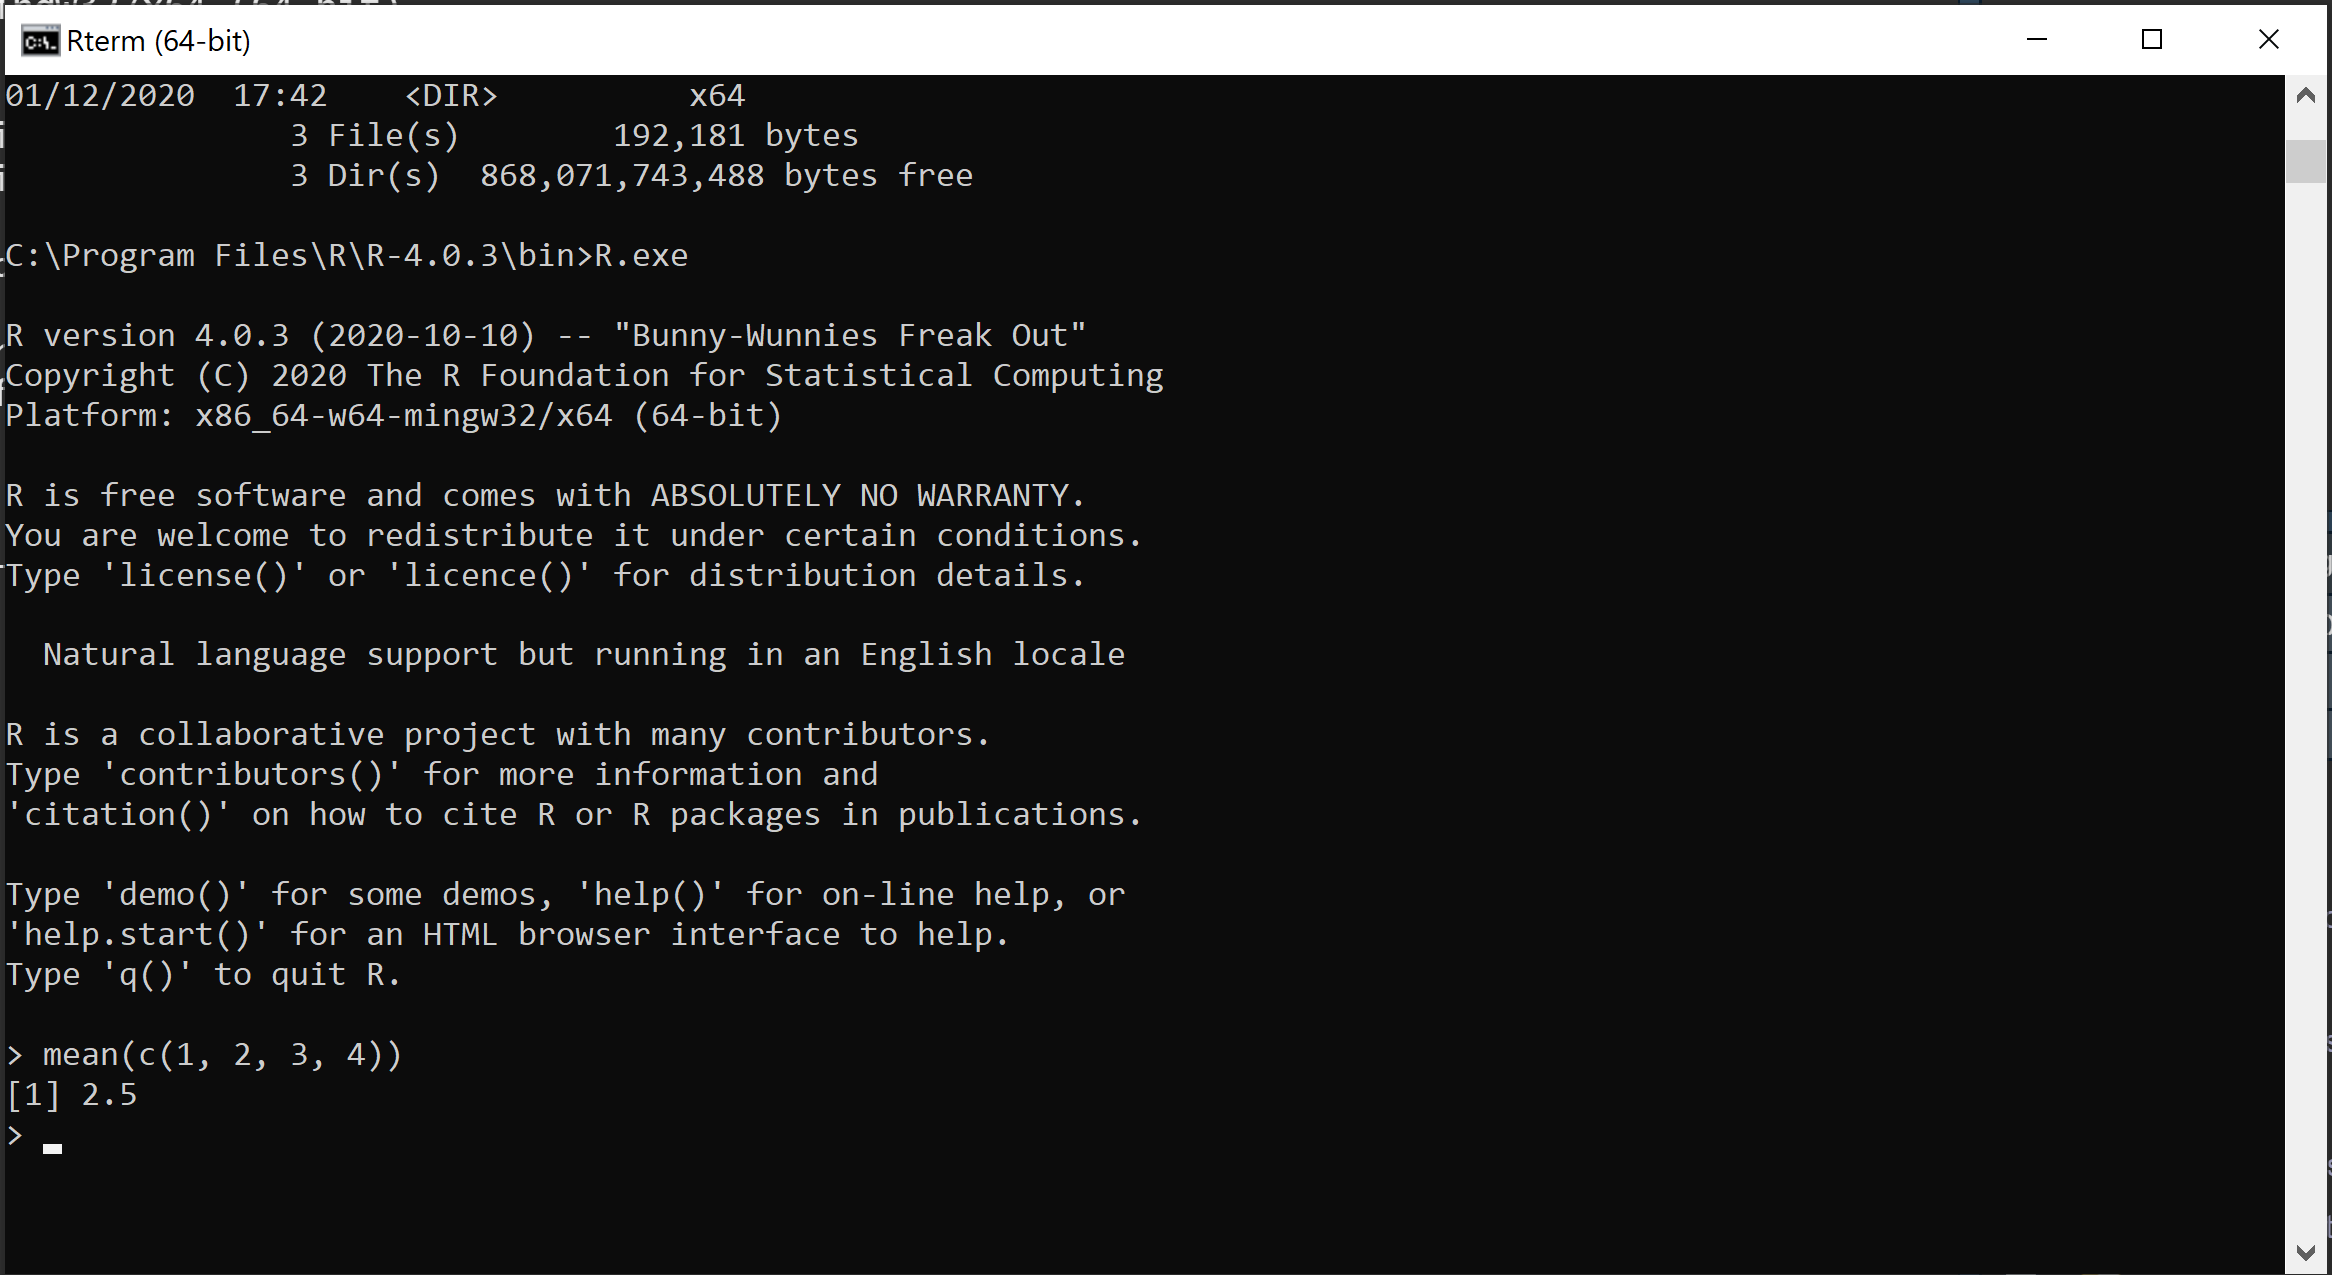 Rterm (64-bit)
01/12/2020  17:42    <DIR>          x64
               3 File(s)        192,181 bytes
               3 Dir(s)  868,071,743,488 bytes free
C:\Program Files\R\R-4.0.3\bin>R.exe
R version 4.0.3 (2020-10-10) -- "Bunny-Wunnies Freak Out"
Copyright (C) 2020 The R Foundation for Statistical Computing
Platform: x86_64-w64-mingw32/x64 (64-bit)
R is free software and comes with ABSOLUTELY NO WARRANTY.
You are welcome to redistribute it under certain conditions.
Type 'license()' or 'licence()' for distribution details.
  Natural language support but running in an English locale
R is a collaborative project with many contributors.
Type 'contributors()' for more information and
'citation()' on how to cite R or R packages in publications.
Type 'demo()' for some demos, 'help()' for on-line help, or
'help.start()' for an HTML browser interface to help.
Type 'q()' to quit R.
> mean(c(1, 2, 3, 4))
[1] 2.5
>